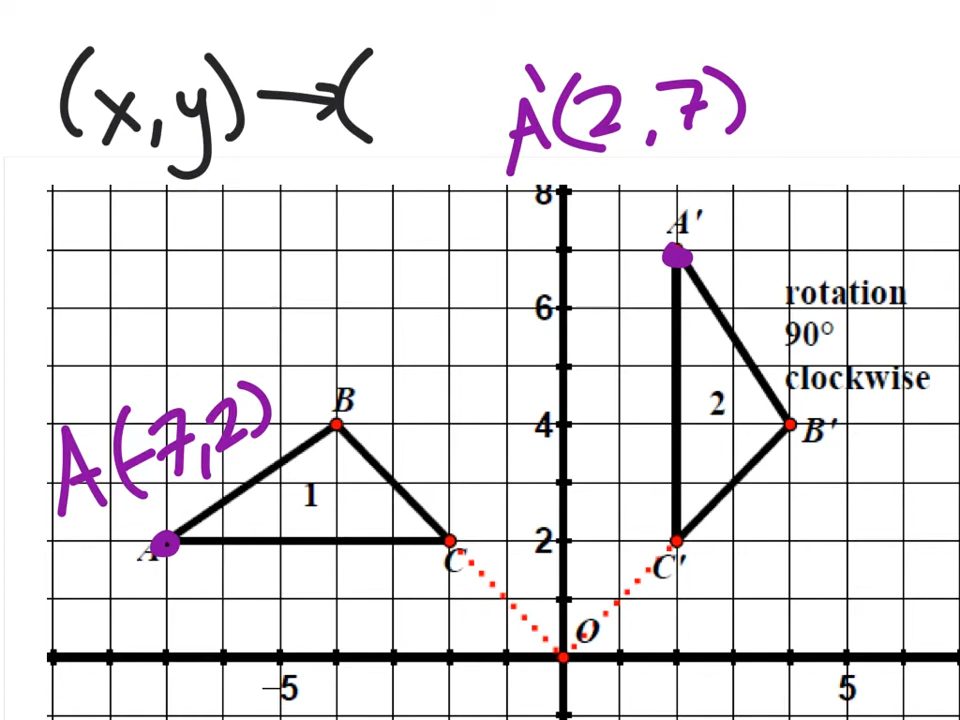 (x,y)→(
A'(2,7)
8
A'
rotation
90°
clockwise
6
A(-7,2)
B
2
4
B'
1
2
A
C
C'
O
–5
5